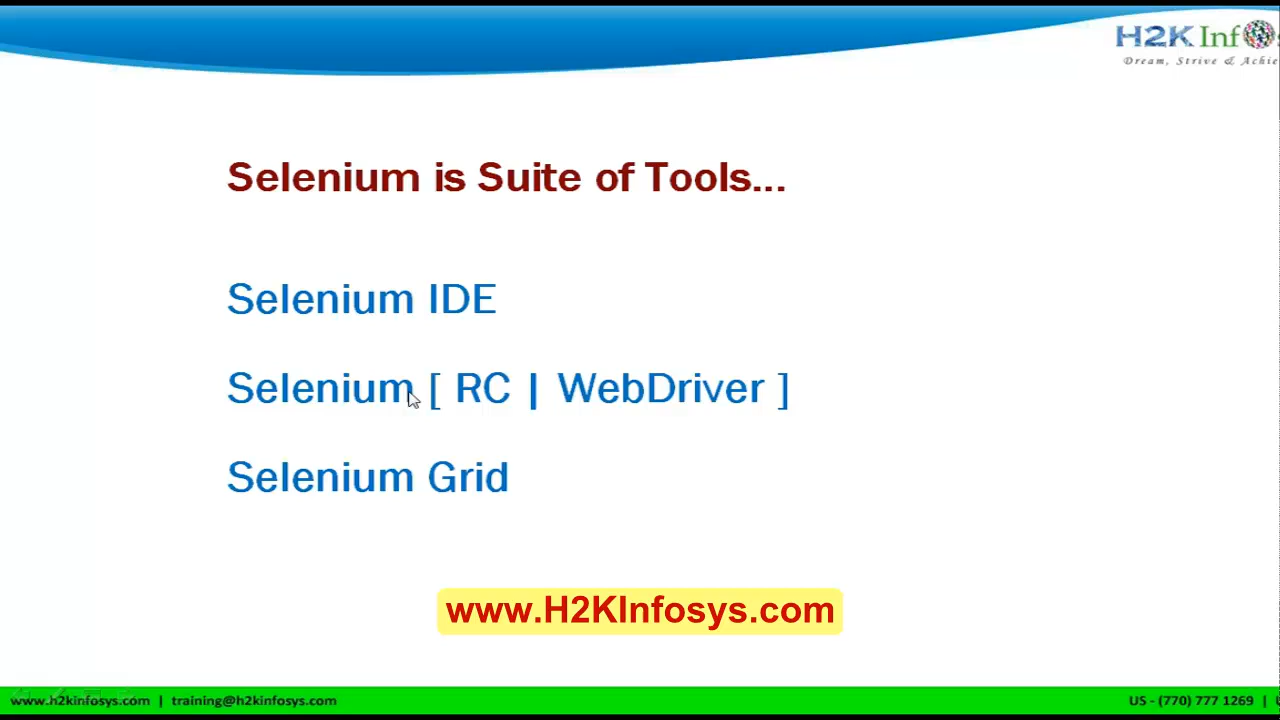 H2K Inf
Dream, Strive & Achie
Selenium is Suite of Tools...
Selenium IDE
Selenium [ RC | WebDriver ]
Selenium Grid
www.H2KInfosys.com
www.h2kinfosys.com | training@h2kinfosys.com
US - (770) 777 1269 |